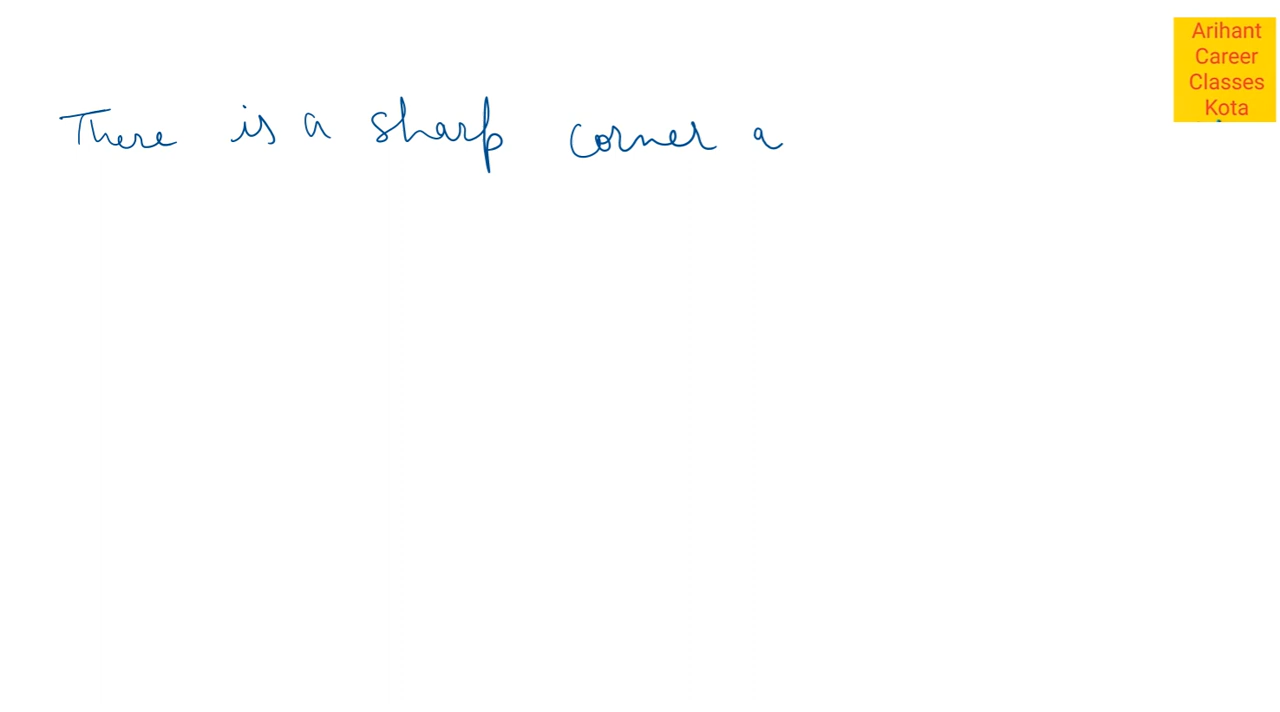 Arihant
Career
Classes
Kota
There is a sharp corner a